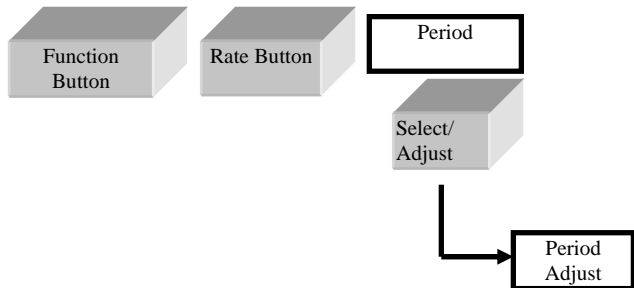 Function
Button
Rate Button
Period
Select/
Adjust
Period
Adjust